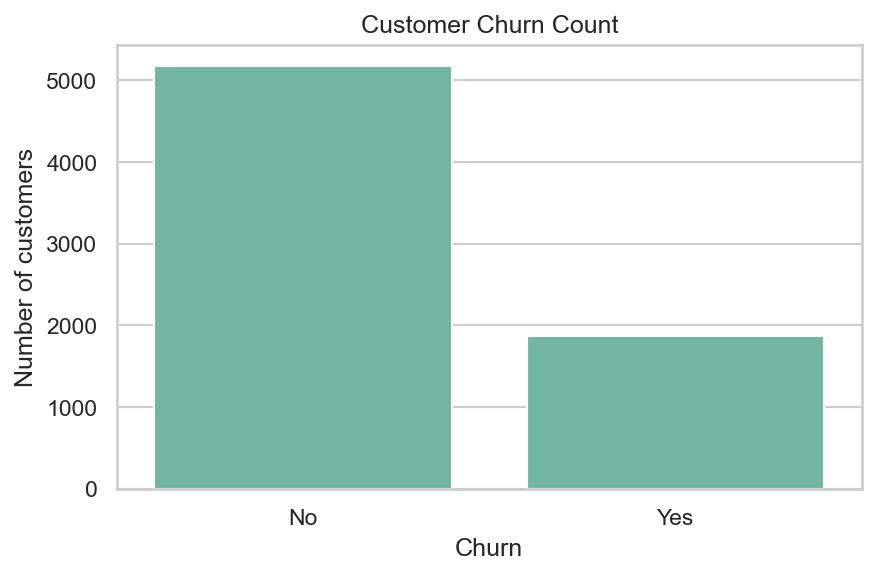 Customer Churn Count
Number of customers
5000
4000
3000
2000
1000
0
No
Yes
Churn